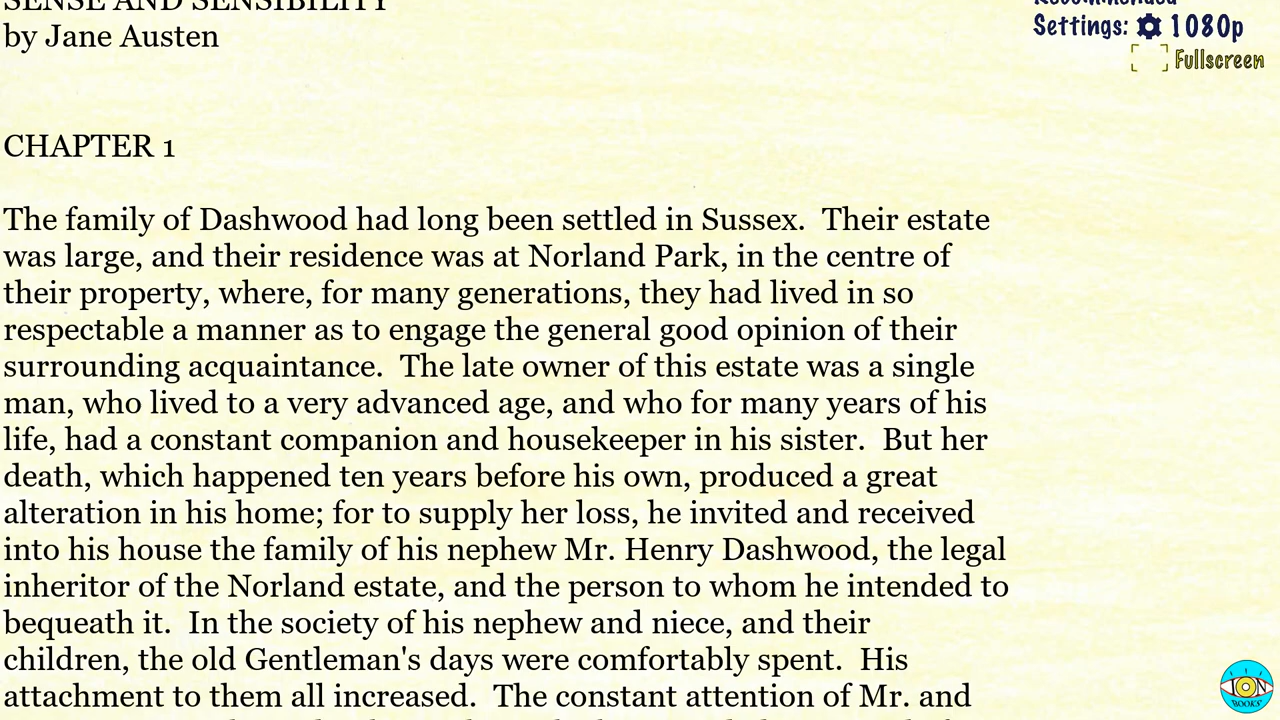 SENSE AND SENSIBILITY
by Jane Austen
Recommended
Settings: 1080p
Fullscreen
CHAPTER 1
The family of Dashwood had long been settled in Sussex.  Their estate
was large, and their residence was at Norland Park, in the centre of
their property, where, for many generations, they had lived in so
respectable a manner as to engage the general good opinion of their
surrounding acquaintance.  The late owner of this estate was a single
man, who lived to a very advanced age, and who for many years of his
life, had a constant companion and housekeeper in his sister.  But her
death, which happened ten years before his own, produced a great
alteration in his home; for to supply her loss, he invited and received
into his house the family of his nephew Mr. Henry Dashwood, the legal
inheritor of the Norland estate, and the person to whom he intended to
bequeath it.  In the society of his nephew and niece, and their
children, the old Gentleman's days were comfortably spent.  His
attachment to them all increased.  The constant attention of Mr. and
ION
BOOKS